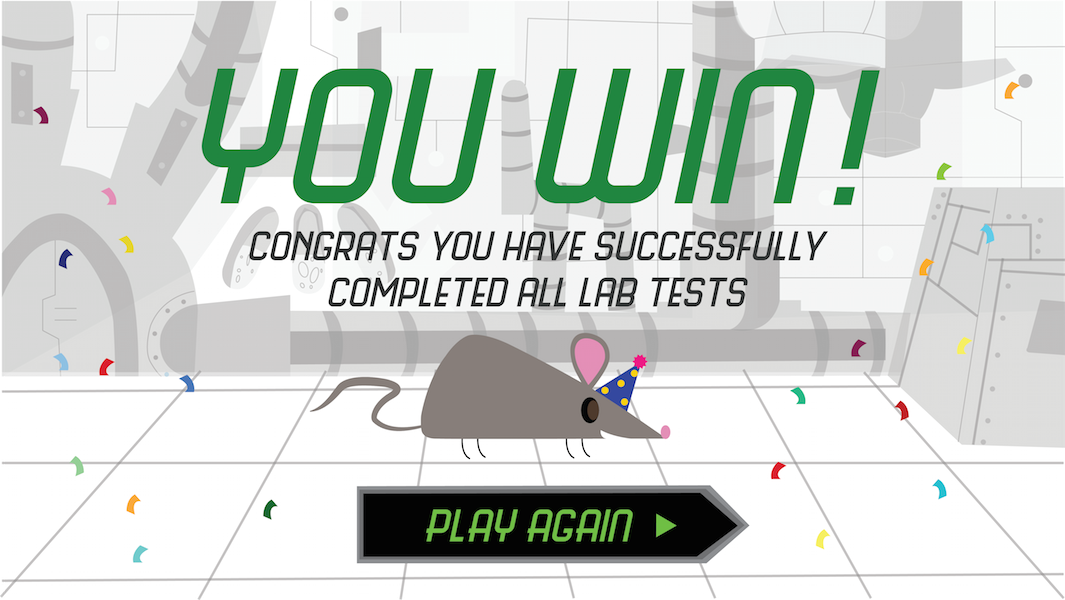 YOU WIN!
CONGRATS YOU HAVE SUCCESSFULLY
COMPLETED ALL LAB TESTS
PLAY AGAIN